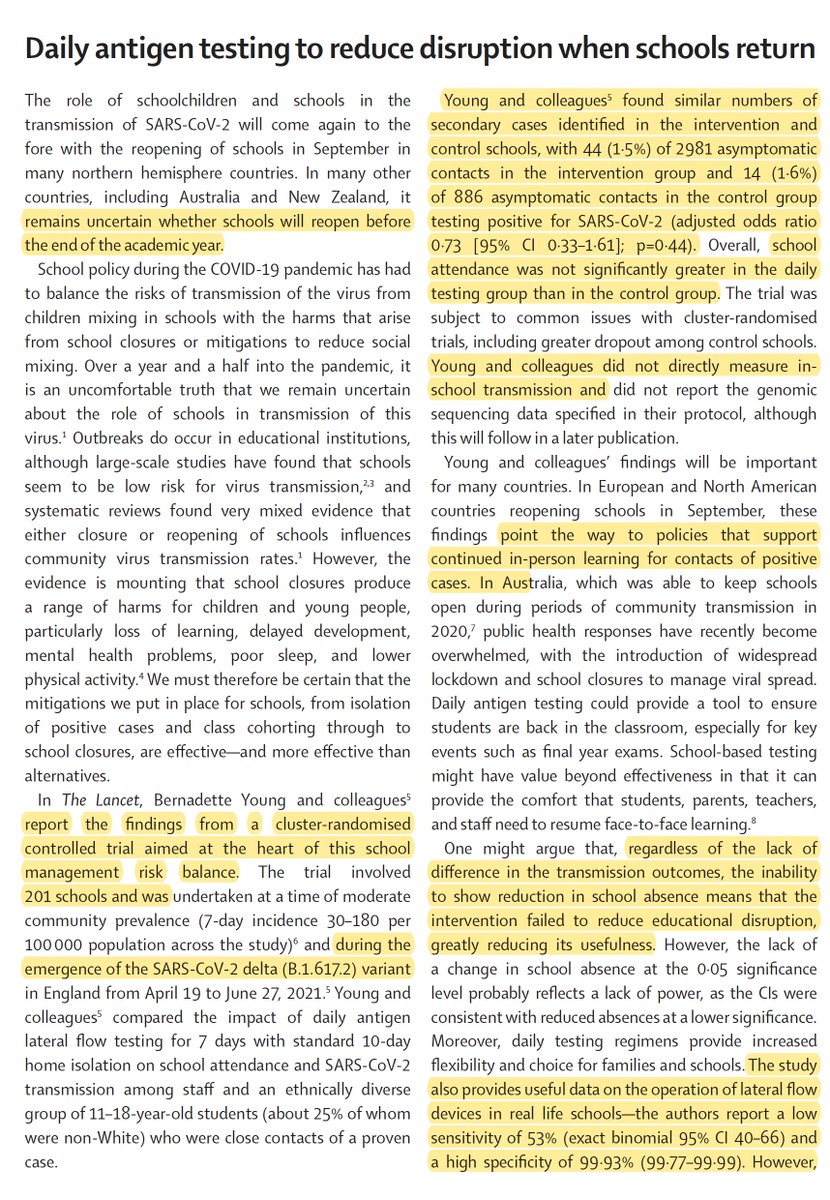 Daily antigen testing to reduce disruption when schools return
The role of schoolchildren and schools in the
transmission of SARS-CoV-2 will come again to the
fore with the reopening of schools in September in
many northern hemisphere countries. In many other
countries, including Australia and New Zealand, it
remains uncertain whether schools will reopen before
the end of the academic year.
School policy during the COVID-19 pandemic has had
to balance the risks of transmission of the virus from
children mixing in schools with the harms that arise
from school closures or mitigations to reduce social
mixing. Over a year and a half into the pandemic, it
is an uncomfortable truth that we remain uncertain
about the role of schools in transmission of this
virus.¹ Outbreaks do occur in educational institutions,
although large-scale studies have found that schools
seem to be low risk for virus transmission,²,³ and
systematic reviews found very mixed evidence that
either closure or reopening of schools influences
community virus transmission rates.¹ However, the
evidence is mounting that school closures produce
a range of harms for children and young people,
particularly loss of learning, delayed development,
mental health problems, poor sleep, and lower
physical activity.⁴ We must therefore be certain that the
mitigations we put in place for schools, from isolation
of positive cases and class cohorting through to
school closures, are effective—and more effective than
alternatives.
In The Lancet, Bernadette Young and colleagues⁵
report the findings from a cluster-randomised
controlled trial aimed at the heart of this school
management risk balance. The trial involved
201 schools and was undertaken at a time of moderate
community prevalence (7-day incidence 30–180 per
100 000 population across the study)⁶ and during the
emergence of the SARS-CoV-2 delta (B.1.617.2) variant
in England from April 19 to June 27, 2021.⁵ Young and
colleagues⁵ compared the impact of daily antigen
lateral flow testing for 7 days with standard 10-day
home isolation on school attendance and SARS-CoV-2
transmission among staff and an ethnically diverse
group of 11–18-year-old students (about 25% of whom
were non-White) who were close contacts of a proven
case.
Young and colleagues⁵ found similar numbers of
secondary cases identified in the intervention and
control schools, with 44 (1·5%) of 2981 asymptomatic
contacts in the intervention group and 14 (1·6%)
of 886 asymptomatic contacts in the control group
testing positive for SARS-CoV-2 (adjusted odds ratio
0·73 [95% CI 0·33–1·61]; p=0·44). Overall, school
attendance was not significantly greater in the daily
testing group than in the control group. The trial was
subject to common issues with cluster-randomised
trials, including greater dropout among control schools.
Young and colleagues did not directly measure in-
school transmission and did not report the genomic
sequencing data specified in their protocol, although
this will follow in a later publication.
Young and colleagues’ findings will be important
for many countries. In European and North American
countries reopening schools in September, these
findings point the way to policies that support
continued in-person learning for contacts of positive
cases. In Australia, which was able to keep schools
open during periods of community transmission in
2020,⁷ public health responses have recently become
overwhelmed, with the introduction of widespread
lockdown and school closures to manage viral spread.
Daily antigen testing could provide a tool to ensure
students are back in the classroom, especially for key
events such as final year exams. School-based testing
might have value beyond effectiveness in that it can
provide the comfort that students, parents, teachers,
and staff need to resume face-to-face learning.⁸
One might argue that, regardless of the lack of
difference in the transmission outcomes, the inability
to show reduction in school absence means that the
intervention failed to reduce educational disruption,
greatly reducing its usefulness. However, the lack of
a change in school absence at the 0·05 significance
level probably reflects a lack of power, as the CIs were
consistent with reduced absences at a lower significance.
Moreover, daily testing regimens provide increased
flexibility and choice for families and schools. The study
also provides useful data on the operation of lateral flow
devices in real life schools—the authors report a low
sensitivity of 53% (exact binomial 95% CI 40–66) and
a high specificity of 99·93% (99·77–99·99). However,